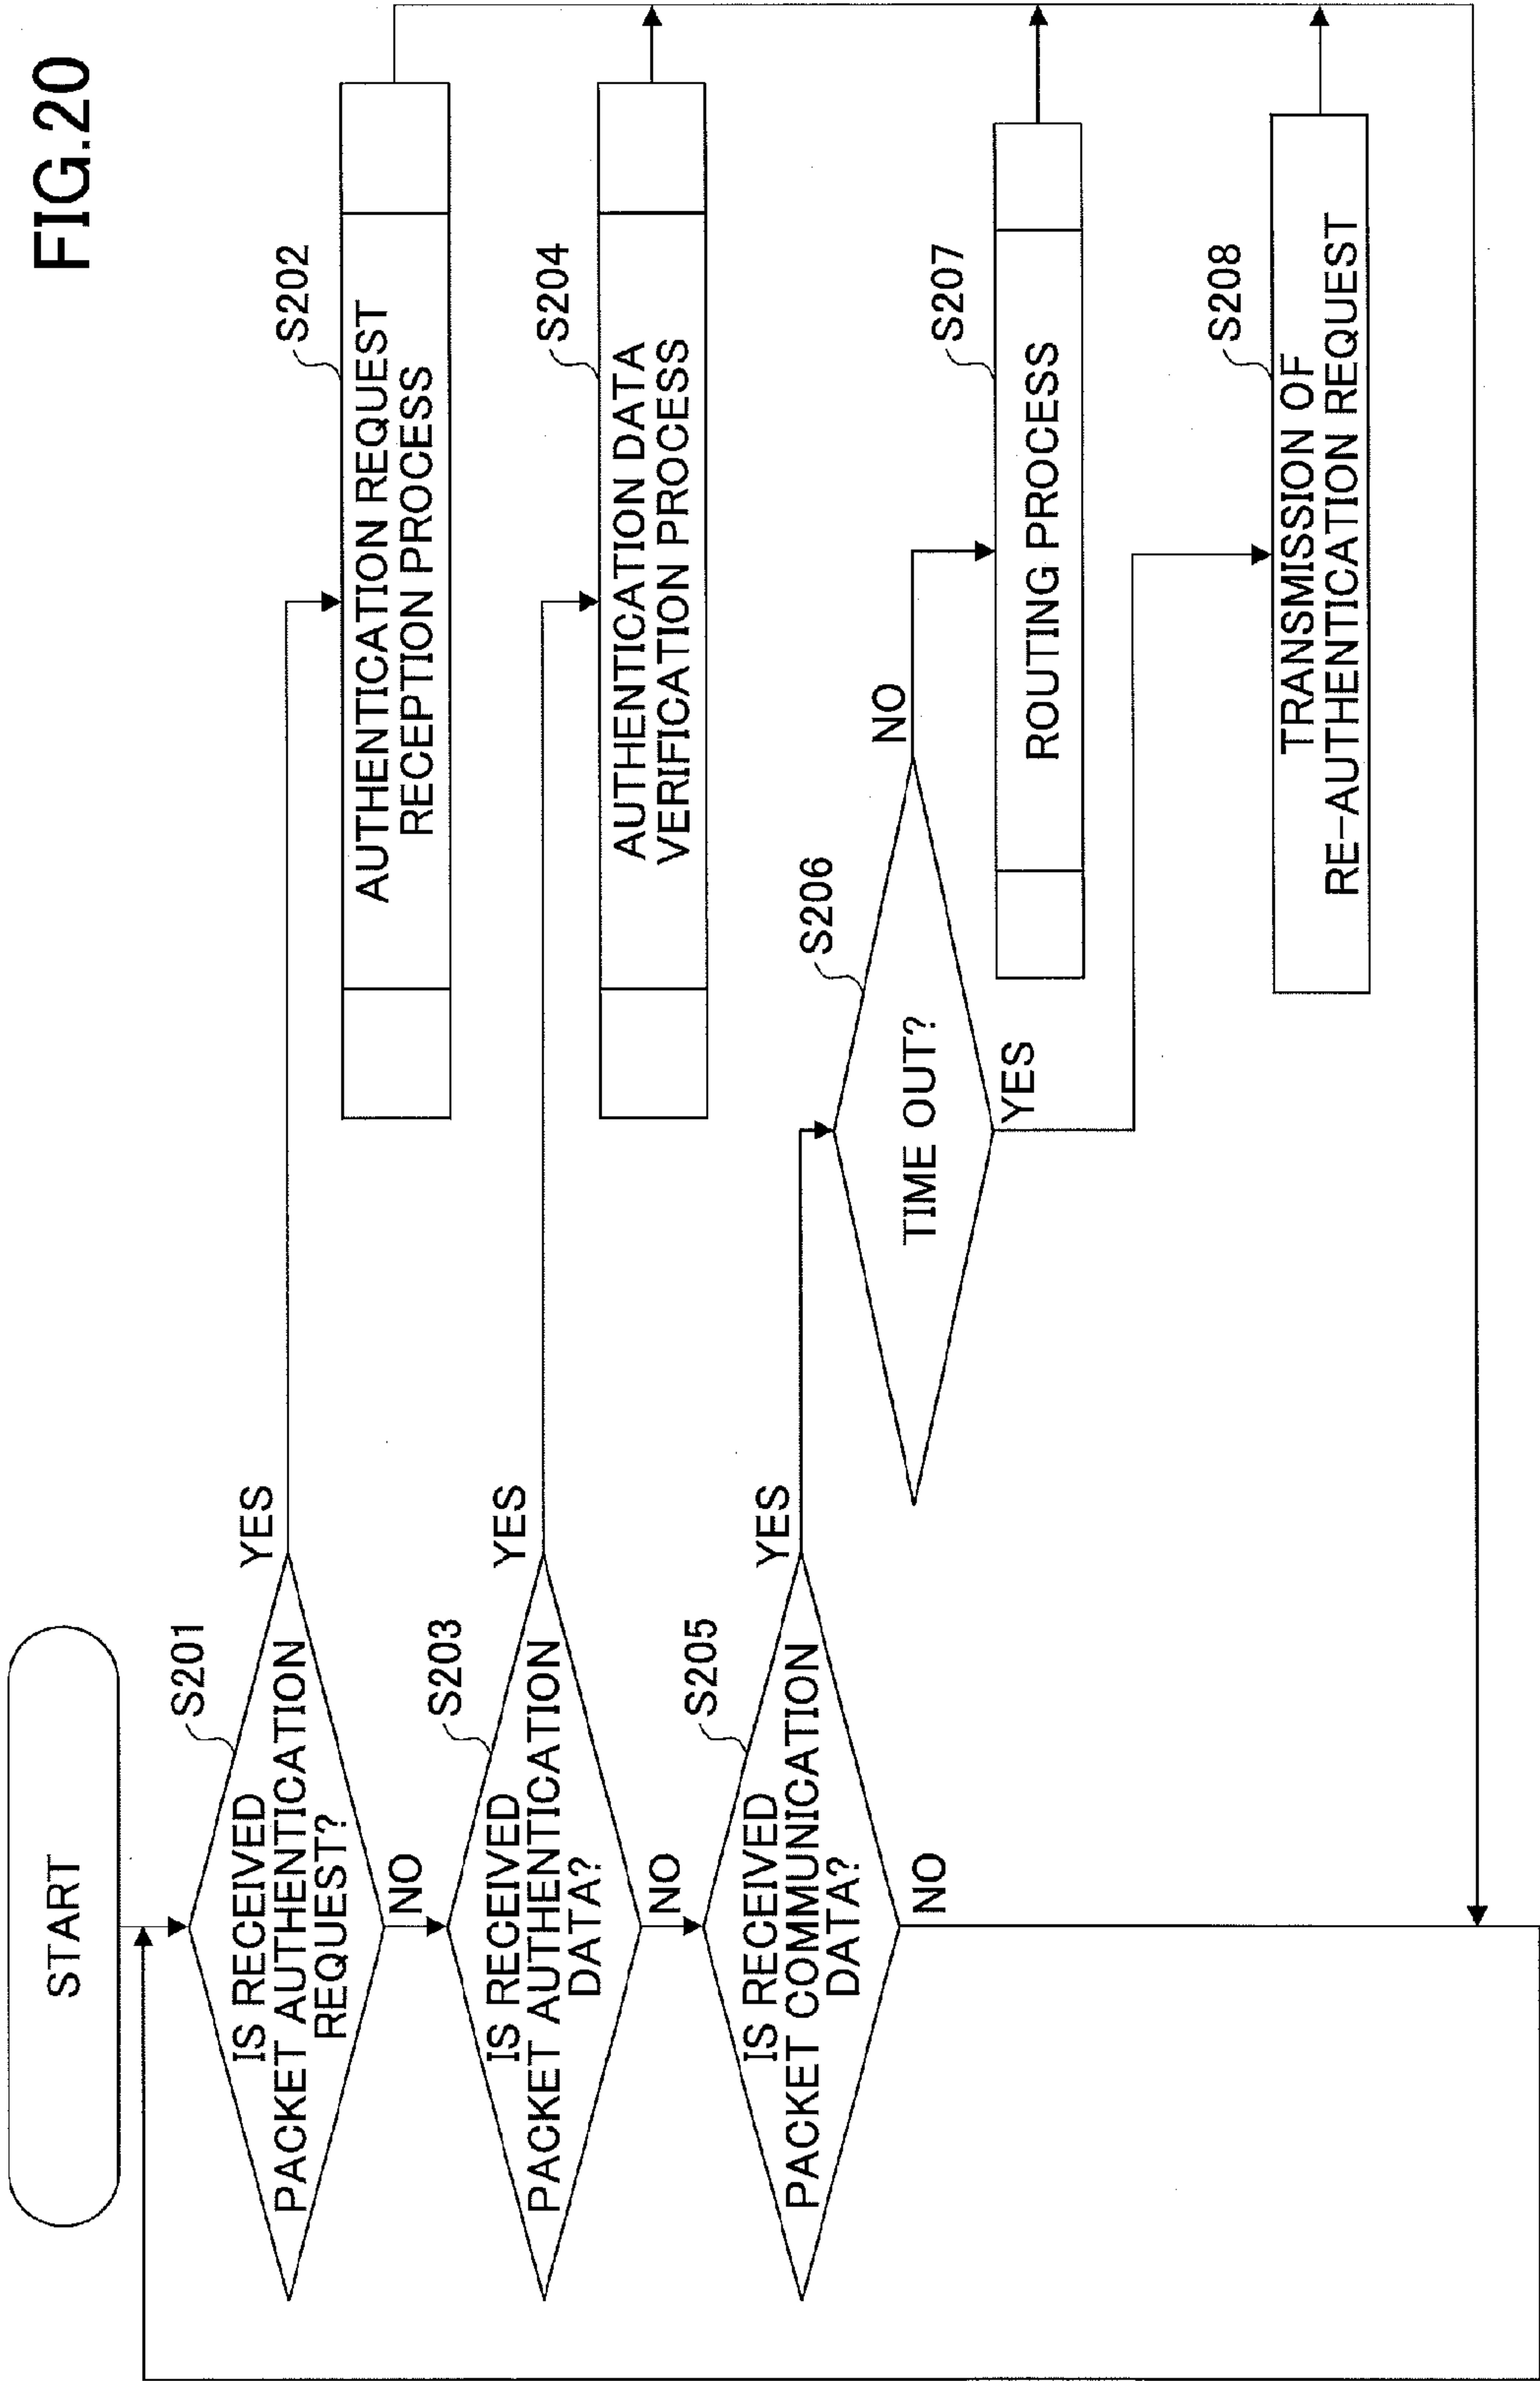 FIG.20
START
S201
IS RECEIVED
PACKET AUTHENTICATION
REQUEST?
YES
NO
S202
AUTHENTICATION REQUEST
RECEPTION PROCESS
S203
IS RECEIVED
PACKET AUTHENTICATION
DATA?
YES
NO
S204
AUTHENTICATION DATA
VERIFICATION PROCESS
S205
IS RECEIVED
PACKET COMMUNICATION
DATA?
YES
NO
S206
TIME OUT?
NO
YES
S207
ROUTING PROCESS
S208
TRANSMISSION OF
RE-AUTHENTICATION REQUEST